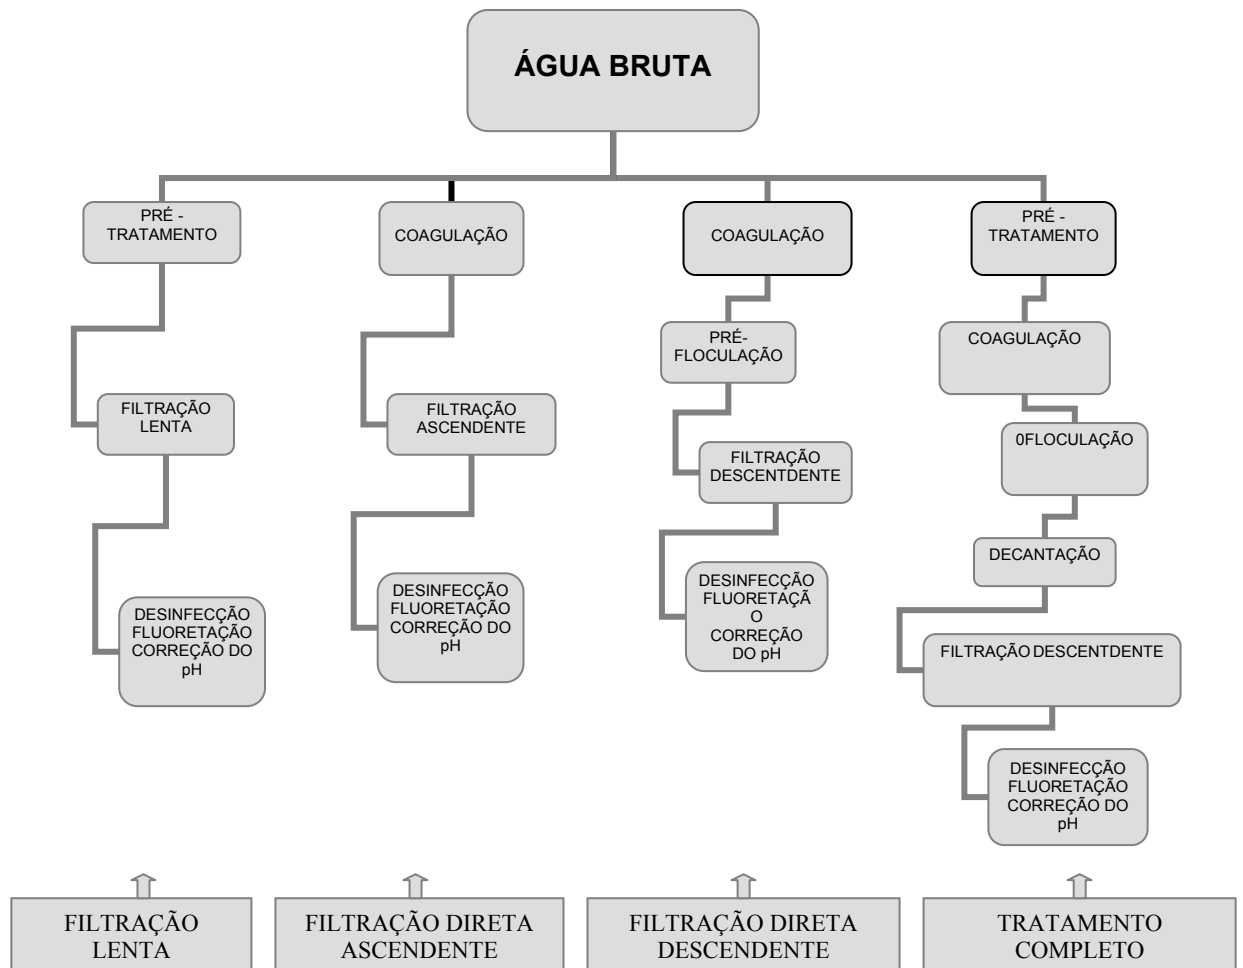 ÁGUA BRUTA
PRÉ -
TRATAMENTO
FILTRAÇÃO
LENTA
DESINFECÇÃO
FLUORETAÇÃO
CORREÇÃO DO
pH
COAGULAÇÃO
FILTRAÇÃO
ASCENDENTE
DESINFECÇÃO
FLUORETAÇÃO
CORREÇÃO DO
pH
COAGULAÇÃO
PRÉ-
FLOCULAÇÃO
FILTRAÇÃO
DESCENTDENTE
DESINFECÇÃO
FLUORETAÇÃ
O
CORREÇÃO
DO pH
PRÉ -
TRATAMENTO
COAGULAÇÃO
0FLOCULAÇÃO
DECANTAÇÃO
FILTRAÇÃO DESCENTDENTE
DESINFECÇÃO
FLUORETAÇÃO
CORREÇÃO DO
pH
FILTRAÇÃO
LENTA
FILTRAÇÃO DIRETA
ASCENDENTE
FILTRAÇÃO DIRETA
DESCENDENTE
TRATAMENTO
COMPLETO